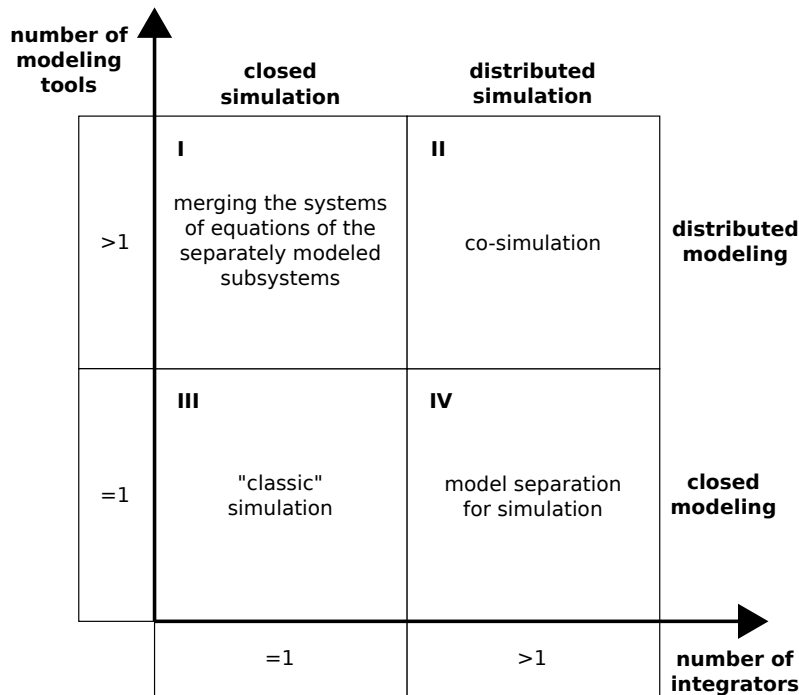 number of
modeling
tools
closed
simulation
distributed
simulation
I
merging the systems
of equations of the
separately modeled
subsystems
II
co-simulation
>1
distributed
modeling
III
"classic"
simulation
IV
model separation
for simulation
=1
closed
modeling
=1
>1
number of
integrators